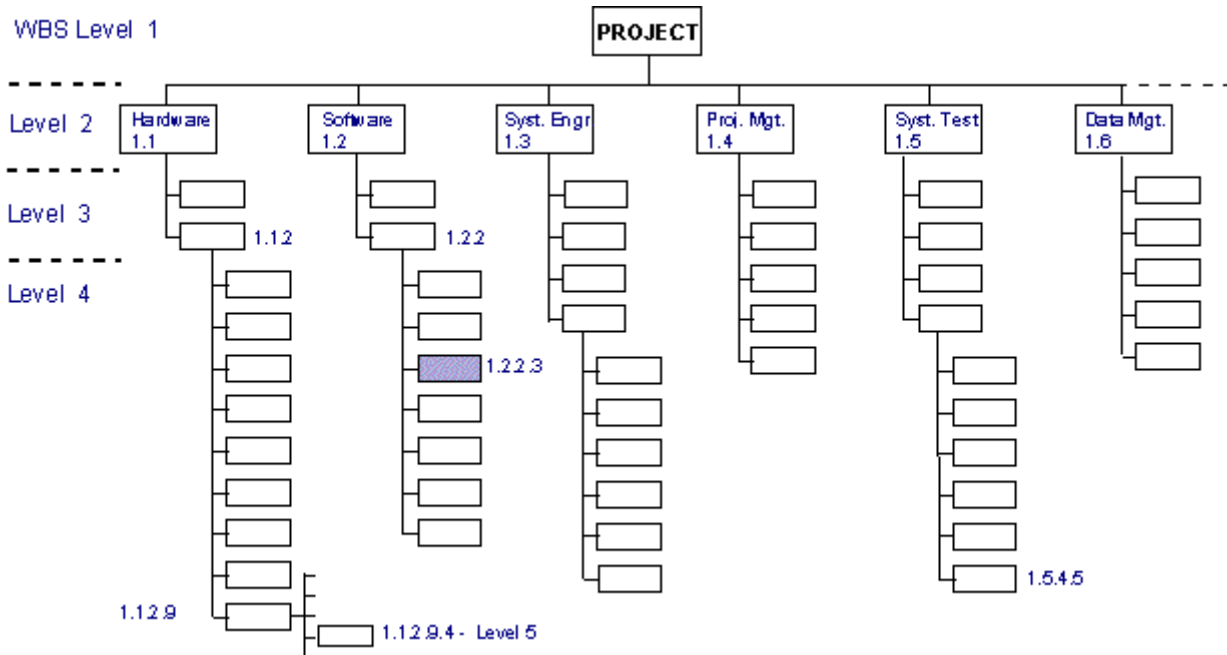 WBS Level 1
PROJECT
Level 2
Hardware
1.1
Software
1.2
Syst. Engr
1.3
Proj. Mgt.
1.4
Syst. Test
1.5
Data Mgt.
1.6
Level 3
1.1.2
1.2.2
Level 4
1.2.2.3
1.5.4.5
1.1.2.9
1.1.2.9.4 - Level 5